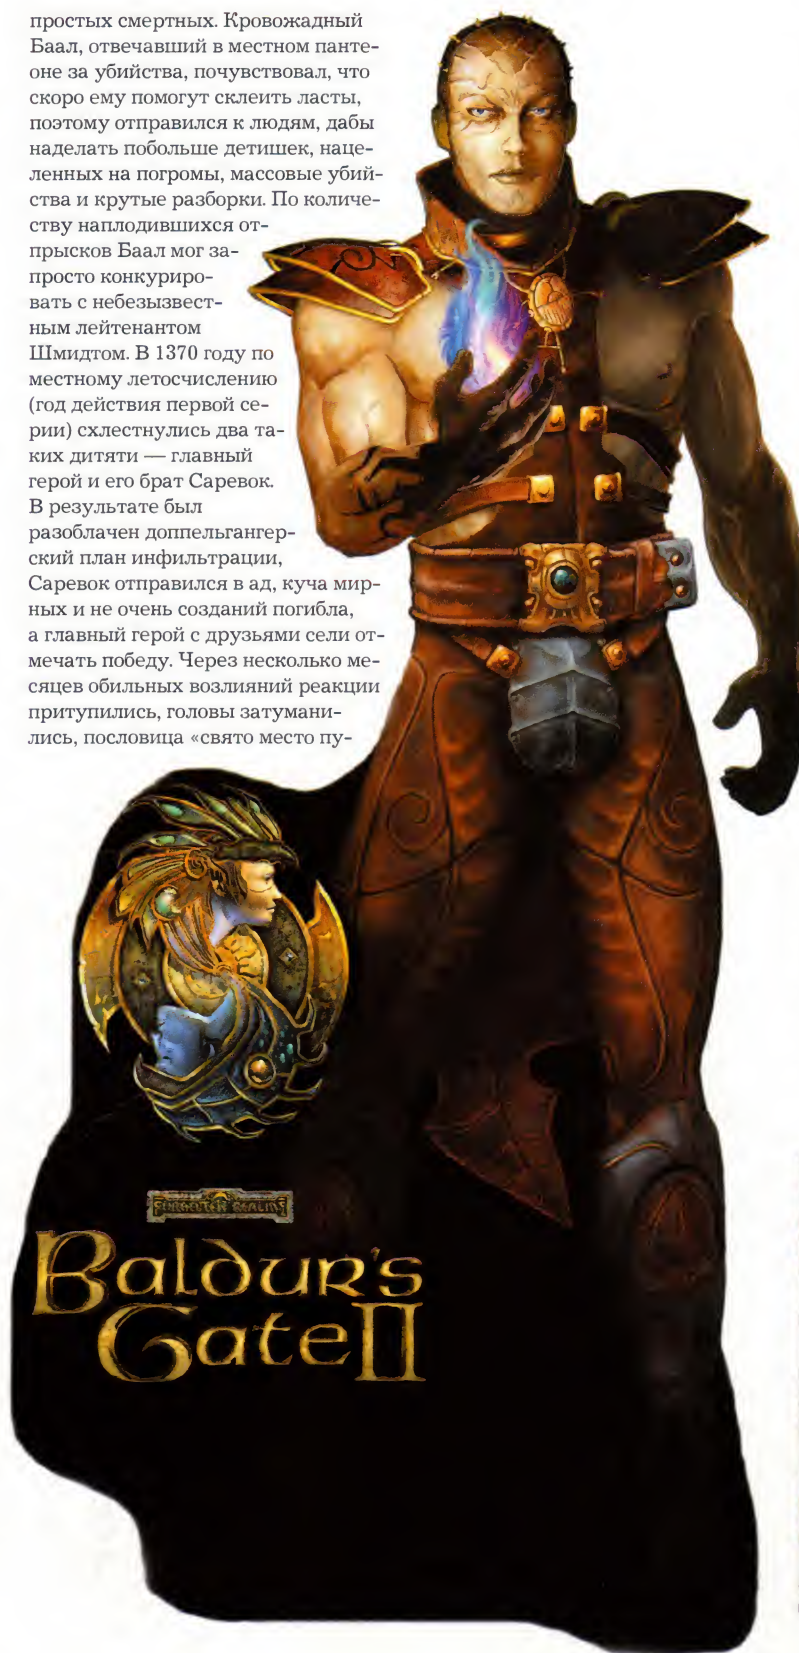 простых смертных. Кровожадный
Баал, отвечавший в местном панте-
оне за убийства, почувствовал, что
скоро ему помогут склеить ласты,
поэтому отправился к людям, дабы
наделать побольше детишек, наце-
ленных на погромы, массовые убий-
ства и крутые разборки. По количе-
ству наплодившихся от-
прысков Баал мог за-
просто конкуриро-
вать с небезызвест-
ным лейтенантом
Шмидтом. В 1370 году по
местному летосчислению
(год действия первой се-
рии) схлестнулись два та-
ких дитяти — главный
герой и его брат Саревок.
В результате был
разоблачен доппельгангер-
ский план инфильтрации,
Саревок отправился в ад, куча мир-
ных и не очень созданий погибла,
а главный герой с друзьями сели от-
мечать победу. Через несколько ме-
сяцев обильных возлияний реакции
притупились, головы затумани-
лись, пословица «свято место пу-
FORGOTTEN REALMS
Baldur's
Gate II